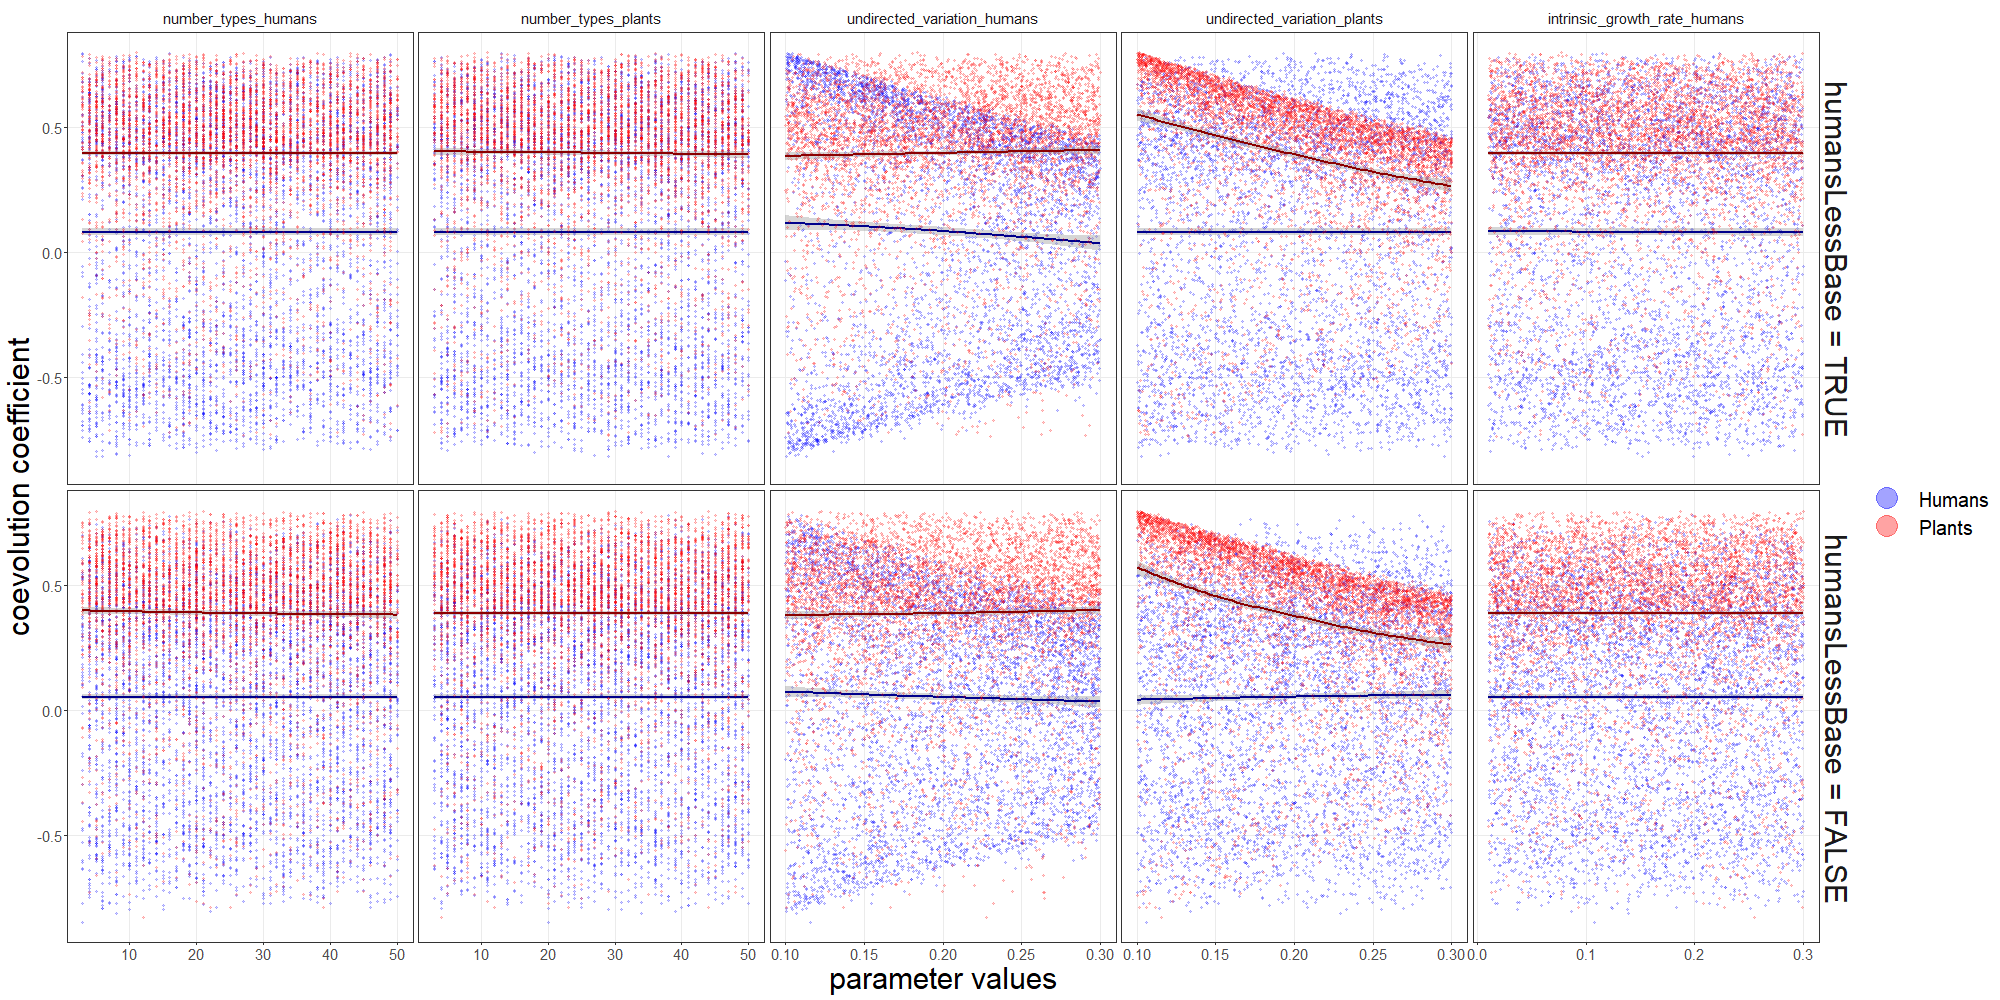 number_types_humans number_types_plants undirected_variation_humans undirected_variation_plants intrinsic_growth_rate_humans
0.5
0.0
-0.5
humansLessBase = TRUE
coevolution coefficient
Humans
Plants
0.5
0.0
-0.5
humansLessBase = FALSE
10 20 30 40 50 10 20 30 40 50 0.10 0.15 0.20 0.25 0.30 0.10 0.15 0.20 0.25 0.30 0.0 0.1 0.2 0.3
parameter values